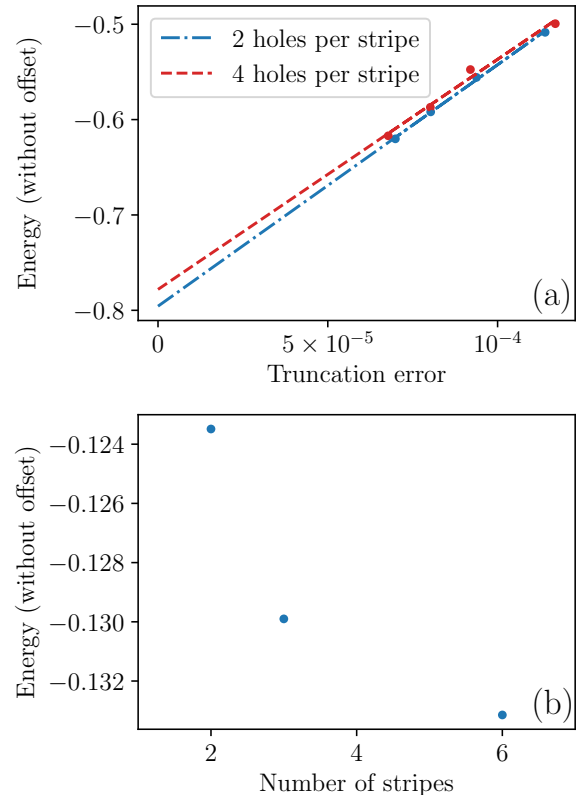 −0.5
−0.6
−0.7
−0.8
Energy (without offset)
2 holes per stripe
4 holes per stripe
(a)
0
5 × 10⁻⁵
10⁻⁴
Truncation error
−0.124
−0.126
−0.128
−0.130
−0.132
Energy (without offset)
(b)
2
4
6
Number of stripes